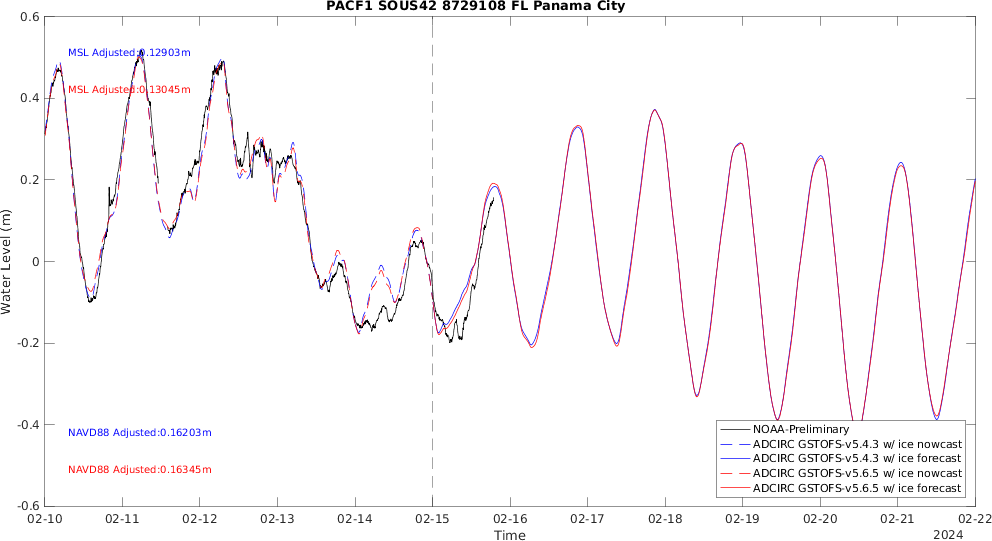 PACF1 SOUS42 8729108 FL Panama City
0.6
MSL Adjusted:0.12903m
MSL Adjusted:0.13045m
0.4
0.2
0
-0.2
-0.4
-0.6
Water Level (m)
NAVD88 Adjusted:0.16203m
NAVD88 Adjusted:0.16345m
NOAA-Preliminary
ADCIRC GSTOFS-v5.4.3 w/ ice nowcast
ADCIRC GSTOFS-v5.4.3 w/ ice forecast
ADCIRC GSTOFS-v5.6.5 w/ ice nowcast
ADCIRC GSTOFS-v5.6.5 w/ ice forecast
02-10 02-11 02-12 02-13 02-14 02-15 02-16 02-17 02-18 02-19 02-20 02-21 02-22
Time
2024